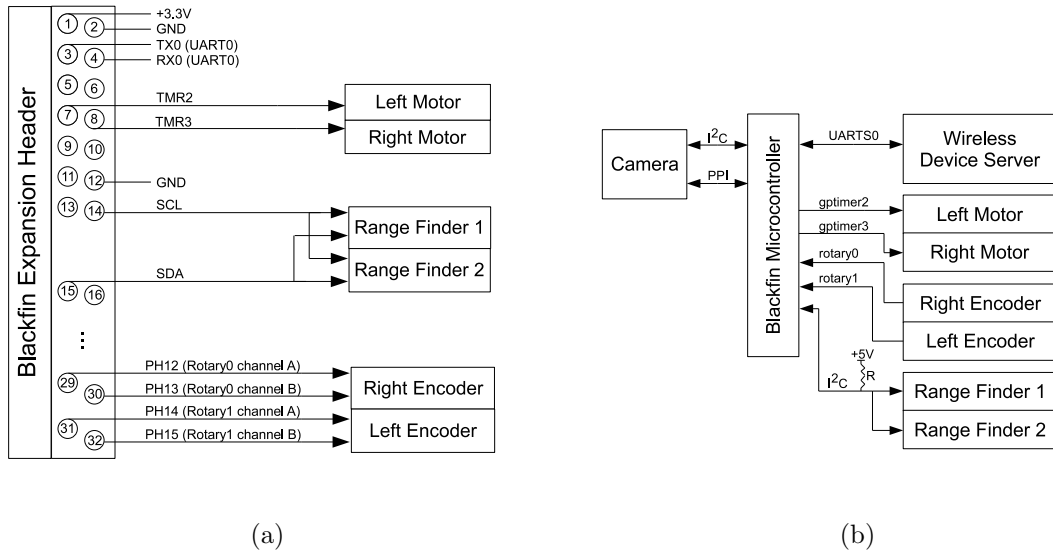 Blackfin Expansion Header
1
2
+3.3V
GND
3
4
TX0 (UART0)
RX0 (UART0)
5
6
7
8
TMR2
TMR3
Left Motor
Right Motor
9
10
11
12
GND
13
14
SCL
Range Finder 1
Range Finder 2
SDA
15
16
...
29
30
PH12 (Rotary0 channel A)
PH13 (Rotary0 channel B)
Right Encoder
31
32
PH14 (Rotary1 channel A)
PH15 (Rotary1 channel B)
Left Encoder
(a)
Camera
I²C
PPI
Blackfin Microcontroller
UARTS0
Wireless
Device Server
gptimer2
Left Motor
gptimer3
Right Motor
rotary0
rotary1
Right Encoder
Left Encoder
+5V
R
I²C
Range Finder 1
Range Finder 2
(b)